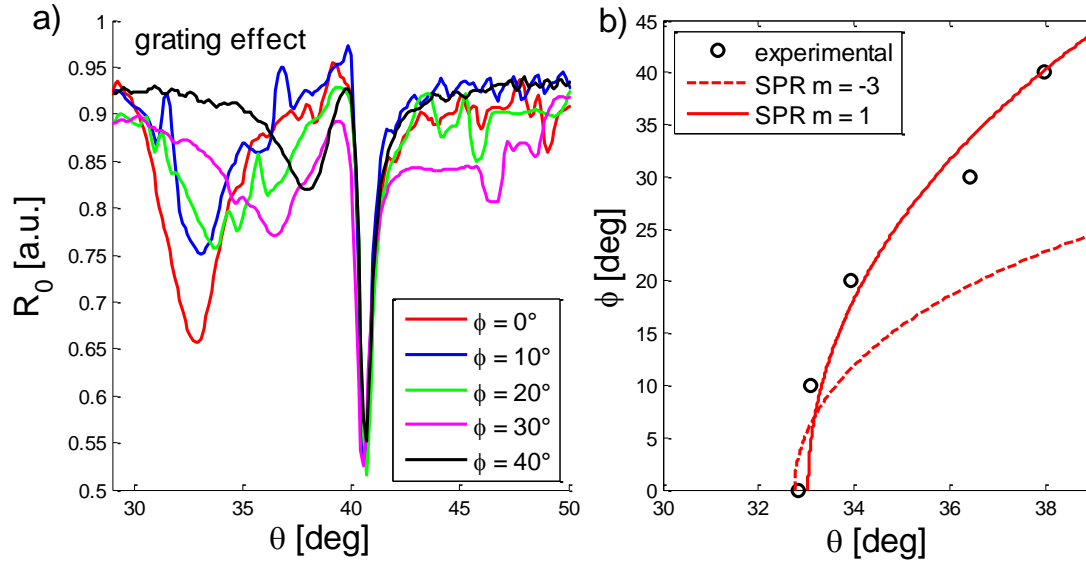 a)
grating effect
1
0.95
0.9
0.85
0.8
0.75
0.7
0.65
0.6
0.55
0.5
R0 [a.u.]
30
35
40
45
50
θ [deg]
ϕ = 0°
ϕ = 10°
ϕ = 20°
ϕ = 30°
ϕ = 40°
b)
45
40
35
30
25
20
15
10
5
0
ϕ [deg]
30
32
34
36
38
θ [deg]
experimental
SPR m = -3
SPR m = 1